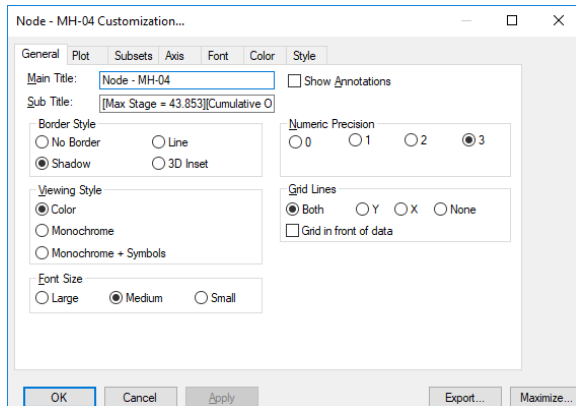 Node - MH-04 Customization...
General Plot Subsets Axis Font Color Style
Main Title: Node - MH-04 Show Annotations
Sub Title: [Max Stage = 43.853][Cumulative O
Border Style Numeric Precision
No Border Line 0 1 2 3
Shadow 3D Inset
Viewing Style Grid Lines
Color Both Y X None
Monochrome Grid in front of data
Monochrome + Symbols
Font Size
Large Medium Small
OK Cancel Apply Export... Maximize...